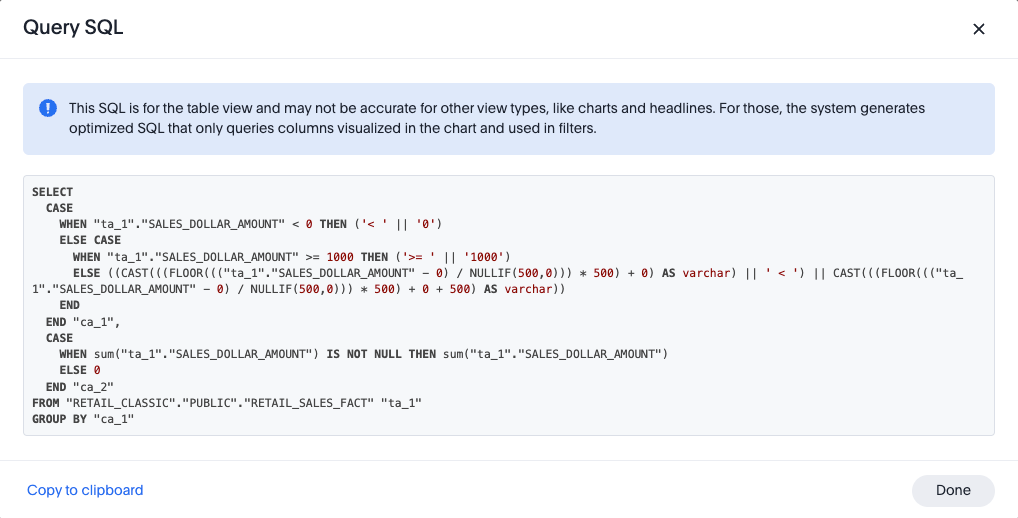 Query SQL
This SQL is for the table view and may not be accurate for other view types, like charts and headlines. For those, the system generates
optimized SQL that only queries columns visualized in the chart and used in filters.
SELECT
  CASE
    WHEN "ta_1"."SALES_DOLLAR_AMOUNT" < 0 THEN ('< ' || '0')
    ELSE CASE
      WHEN "ta_1"."SALES_DOLLAR_AMOUNT" >= 1000 THEN ('>= ' || '1000')
      ELSE ((CAST(((FLOOR((("ta_1"."SALES_DOLLAR_AMOUNT" - 0) / NULLIF(500,0))) * 500) + 0) AS varchar) || ' < ') || CAST(((FLOOR((("ta_
1"."SALES_DOLLAR_AMOUNT" - 0) / NULLIF(500,0))) * 500) + 0 + 500) AS varchar))
    END
  END "ca_1",
  CASE
    WHEN sum("ta_1"."SALES_DOLLAR_AMOUNT") IS NOT NULL THEN sum("ta_1"."SALES_DOLLAR_AMOUNT")
    ELSE 0
  END "ca_2"
FROM "RETAIL_CLASSIC"."PUBLIC"."RETAIL_SALES_FACT" "ta_1"
GROUP BY "ca_1"
Copy to clipboard
Done